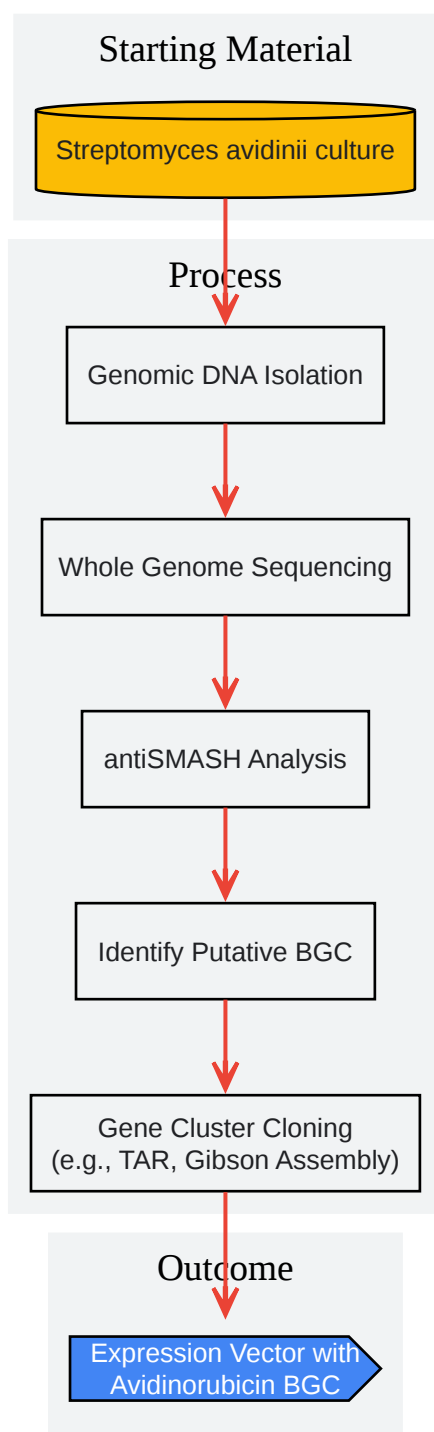 Starting Material
Streptomyces avidinii culture
Process
Genomic DNA Isolation
Whole Genome Sequencing
antiSMASH Analysis
Identify Putative BGC
Gene Cluster Cloning
(e.g., TAR, Gibson Assembly)
Outcome
Expression Vector with
Avidinorubicin BGC